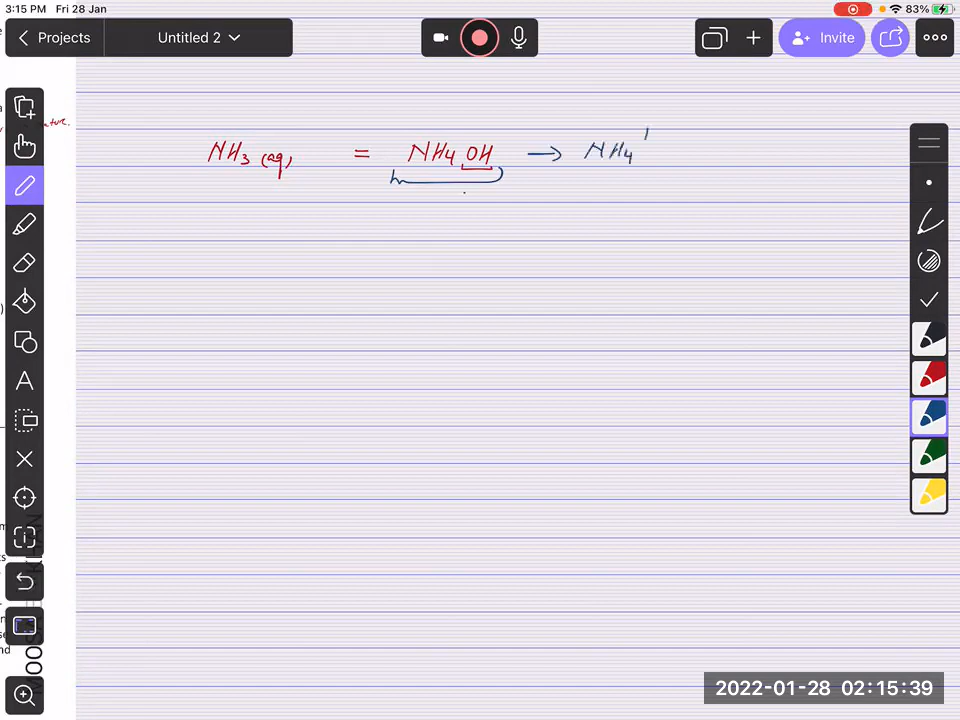 3:15 PM Fri 28 Jan 83%
Projects Untitled 2 Invite
NH3 (aq) = NH4OH → NH4
A
2022-01-28 02:15:39